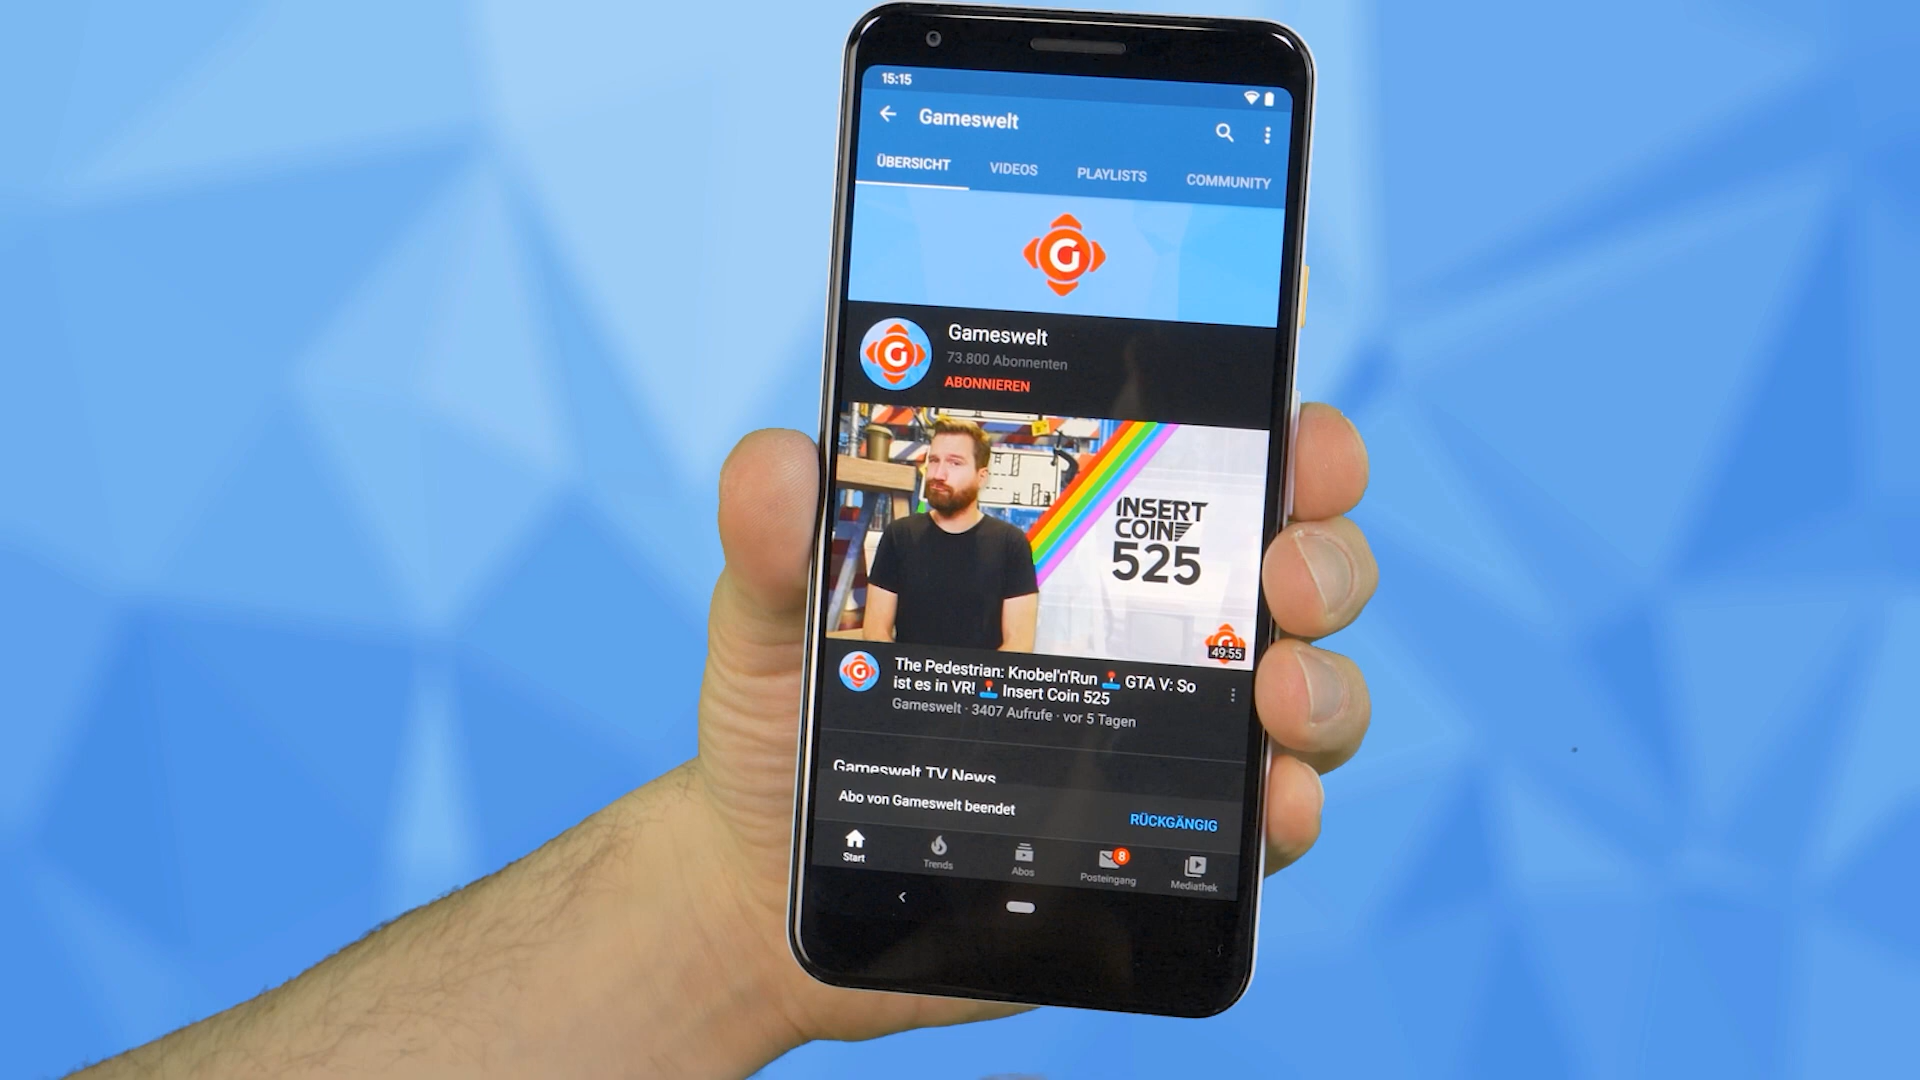 15:15
Gameswelt
ÜBERSICHT VIDEOS PLAYLISTS COMMUNITY
G
Gameswelt
G
73.800 Abonnenten
ABONNIEREN
INSERT
COIN
525
G
49:55
The Pedestrian: Knobel'n'Run 🕹️ GTA V: So
G
ist es in VR! 🕹️ Insert Coin 525
Gameswelt · 3407 Aufrufe · vor 5 Tagen
Gameswelt TV News
Abo von Gameswelt beendet
RÜCKGÄNGIG
8
Start Trends Abos Posteingang Mediathek